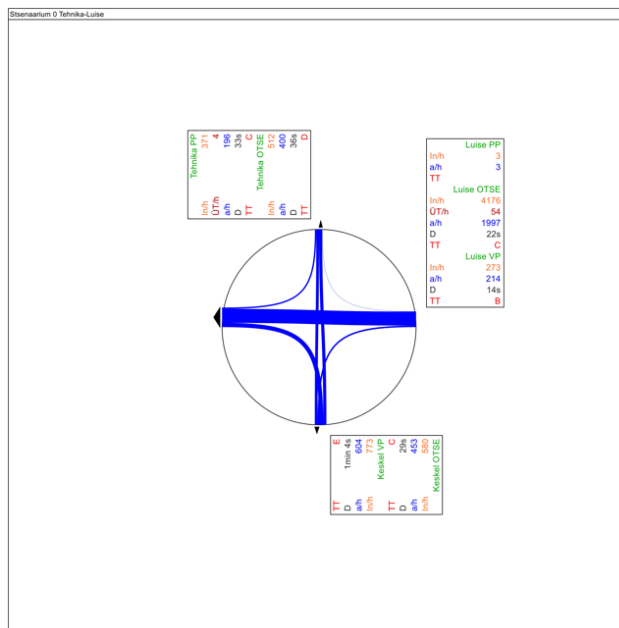 Stsenaarium 0 Tehnika-Luise
Tehnika PP
In/h 371
ÜT/h 4
a/h 196
D 33s
TT C
Tehnika OTSE
In/h 512
a/h 400
D 36s
TT D
Luise PP
In/h 3
a/h 3
TT
Luise OTSE
In/h 4176
ÜT/h 54
a/h 1997
D 22s
TT C
Luise VP
In/h 273
a/h 214
D 14s
TT B
TT E
D 1min 4s
a/h 604
In/h 773
Keskel VP
TT C
D 29s
a/h 453
In/h 580
Keskel OTSE